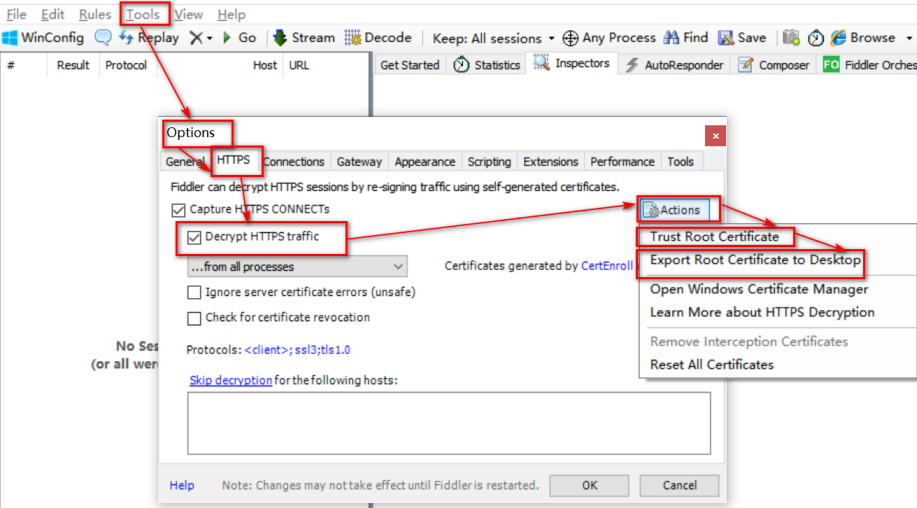 File Edit Rules Tools View Help
WinConfig Replay Go Stream Decode Keep: All sessions Any Process Find Save Browse
# Result Protocol Host URL Get Started Statistics Inspectors AutoResponder Composer FO Fiddler Orches
Options
General HTTPS Connections Gateway Appearance Scripting Extensions Performance Tools
Fiddler can decrypt HTTPS sessions by re-signing traffic using self-generated certificates.
Capture HTTPS CONNECTs
Actions
Decrypt HTTPS traffic
Trust Root Certificate
...from all processes
Certificates generated by CertEnroll
Export Root Certificate to Desktop
Ignore server certificate errors (unsafe)
Open Windows Certificate Manager
Check for certificate revocation
Learn More about HTTPS Decryption
No Ses
Protocols: <client>;ssl3;tls1.0
Remove Interception Certificates
(or all wer
Reset All Certificates
Skip decryption for the following hosts:
Help Note: Changes may not take effect until Fiddler is restarted. OK Cancel